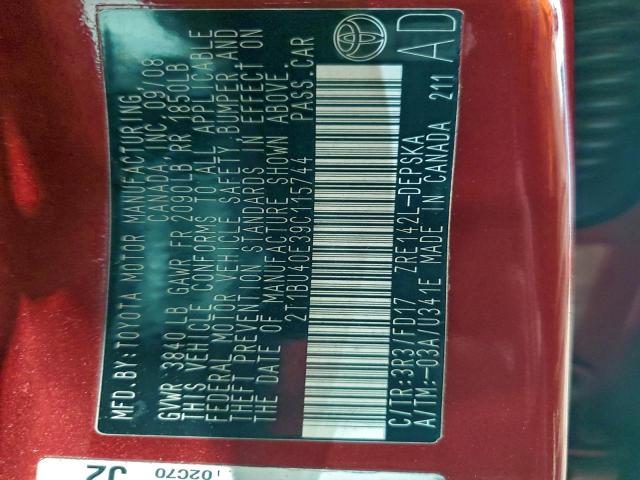 MFD.BY:TOYOTA MOTOR MANUFACTURING
CANADA, INC. 09/08
GVWR 3840LB GAWR FR 2090LB RR 1850LB
THIS VEHICLE CONFORMS TO ALL APPLICABLE
FEDERAL MOTOR VEHICLE SAFETY, BUMPER AND
THEFT PREVENTION STANDARDS IN EFFECT ON
THE DATE OF MANUFACTURE SHOWN ABOVE.
2T1BU40E39C115744 PASS.CAR
C/TR:3R3/FD17 ZRE142L-DEPSKA
A/TM:-03A/U341E MADE IN CANADA 211
AD
02C70
JZ